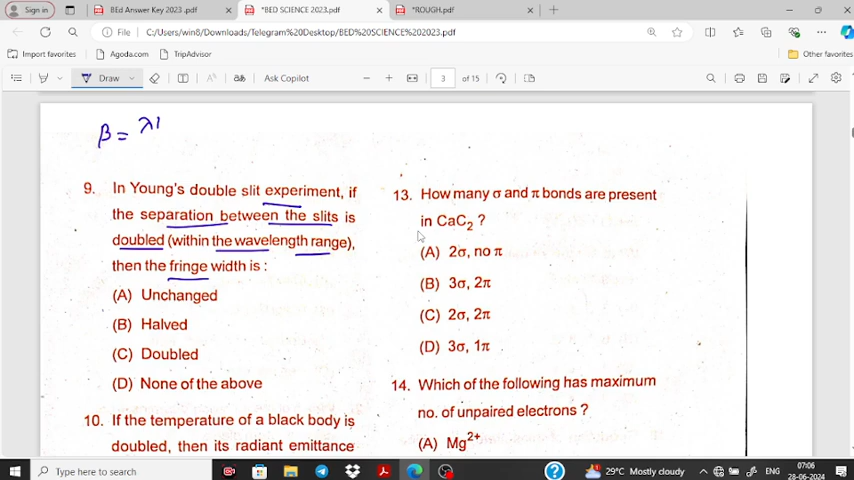 Sign in
BEd Answer Key 2023 .pdf
*BED SCIENCE 2023.pdf
*ROUGH.pdf
File
C:/Users/win8/Downloads/Telegram%20Desktop/BED%20SCIENCE%202023.pdf
Import favorites
Agoda.com
TripAdvisor
Other favorites
Draw
Ask Copilot
3
of 15
β = λ
9. In Young's double slit experiment, if
the separation between the slits is
doubled (within the wavelength range),
then the fringe width is :
(A) Unchanged
(B) Halved
(C) Doubled
(D) None of the above
10. If the temperature of a black body is
doubled, then its radiant emittance
13. How many σ and π bonds are present
in CaC2 ?
(A) 2σ, no π
(B) 3σ, 2π
(C) 2σ, 2π
(D) 3σ, 1π
14. Which of the following has maximum
no. of unpaired electrons ?
(A) Mg2+
Type here to search
29°C Mostly cloudy
ENG
07:06
28-06-2024